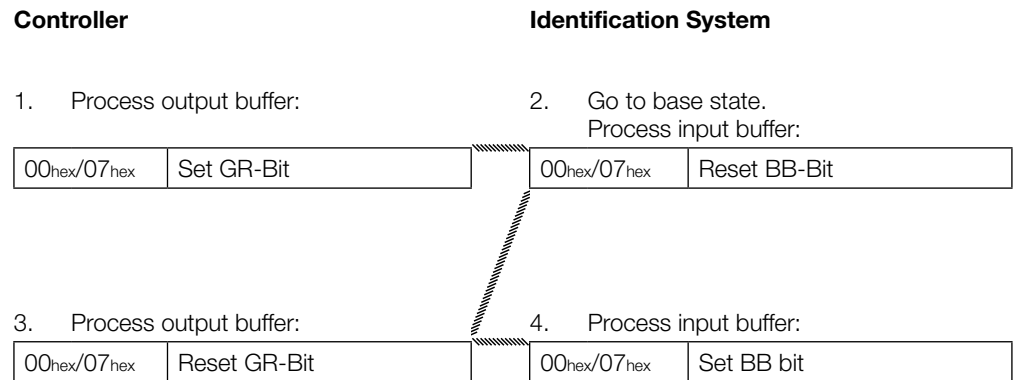 Controller
Identification System
1. Process output buffer:
2. Go to base state.
Process input buffer:
00hex/07hex Set GR-Bit
00hex/07hex Reset BB-Bit
3. Process output buffer:
4. Process input buffer:
00hex/07hex Reset GR-Bit
00hex/07hex Set BB bit